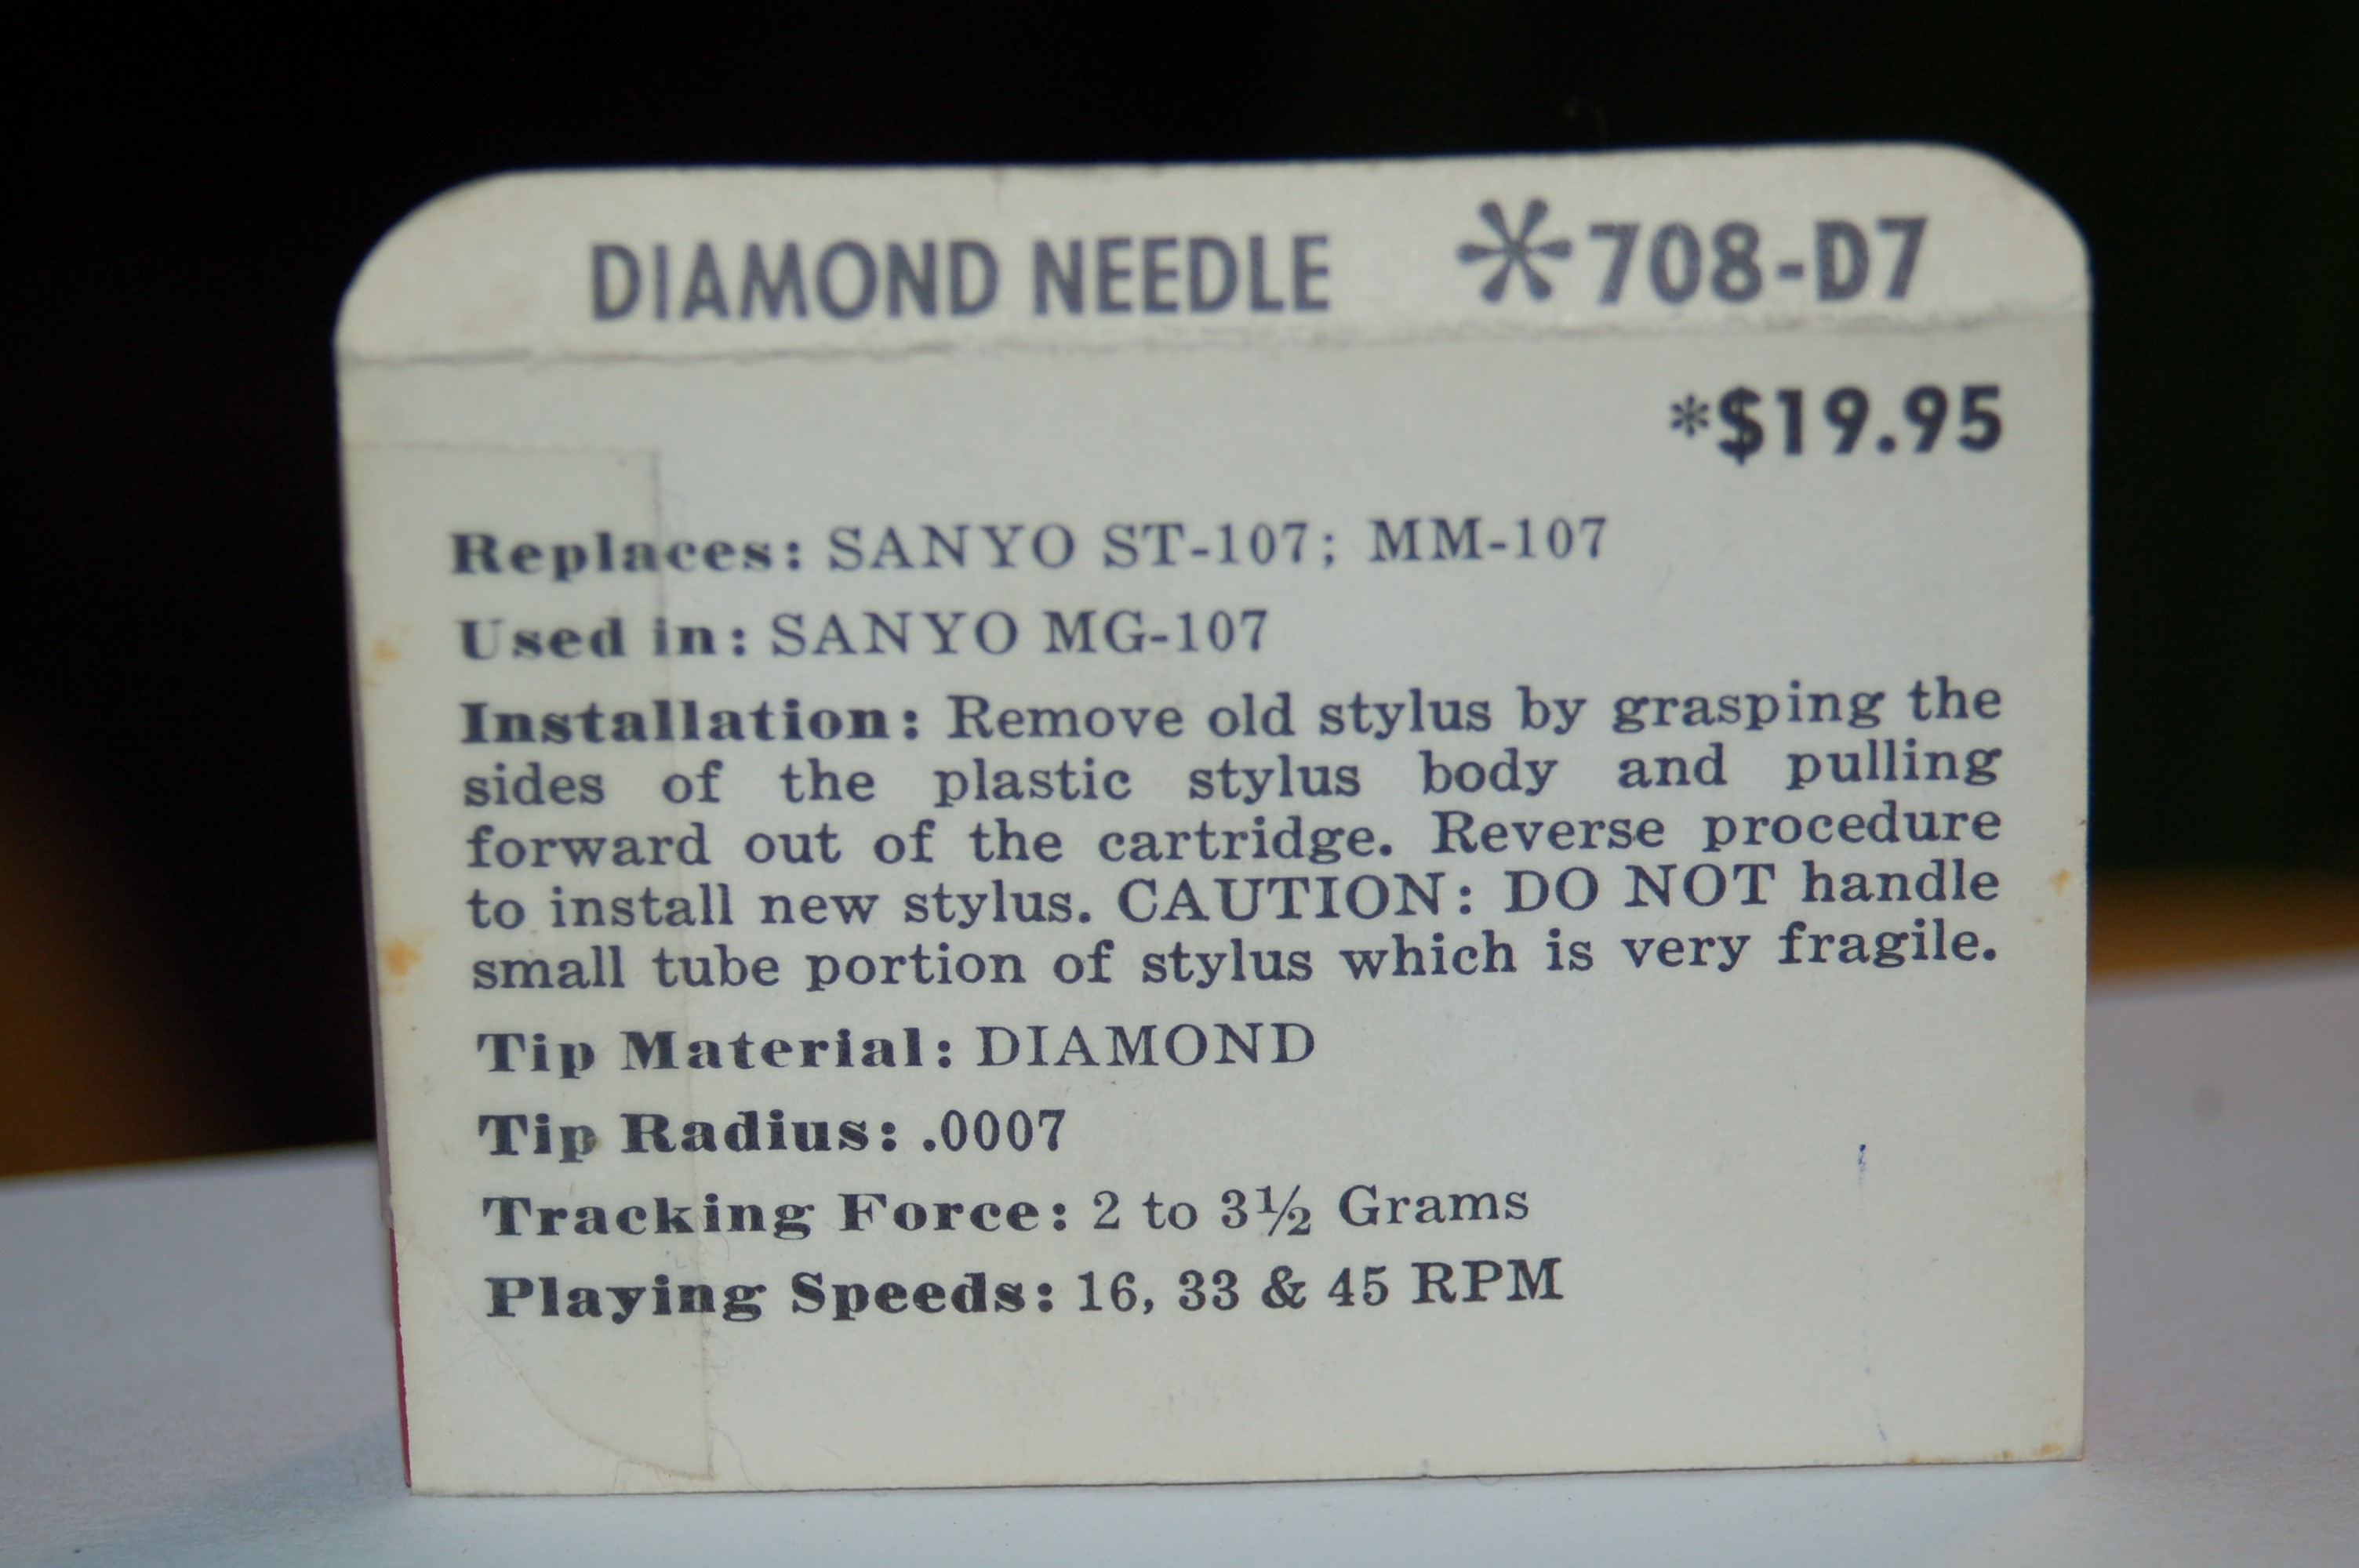 DIAMOND NEEDLE *708-D7
*$19.95
Replaces: SANYO ST-107; MM-107
Used in: SANYO MG-107
Installation: Remove old stylus by grasping the
sides of the plastic stylus body and pulling
forward out of the cartridge. Reverse procedure
to install new stylus. CAUTION: DO NOT handle
small tube portion of stylus which is very fragile.
Tip Material: DIAMOND
Tip Radius: .0007
Tracking Force: 2 to 3½ Grams
Playing Speeds: 16, 33 & 45 RPM